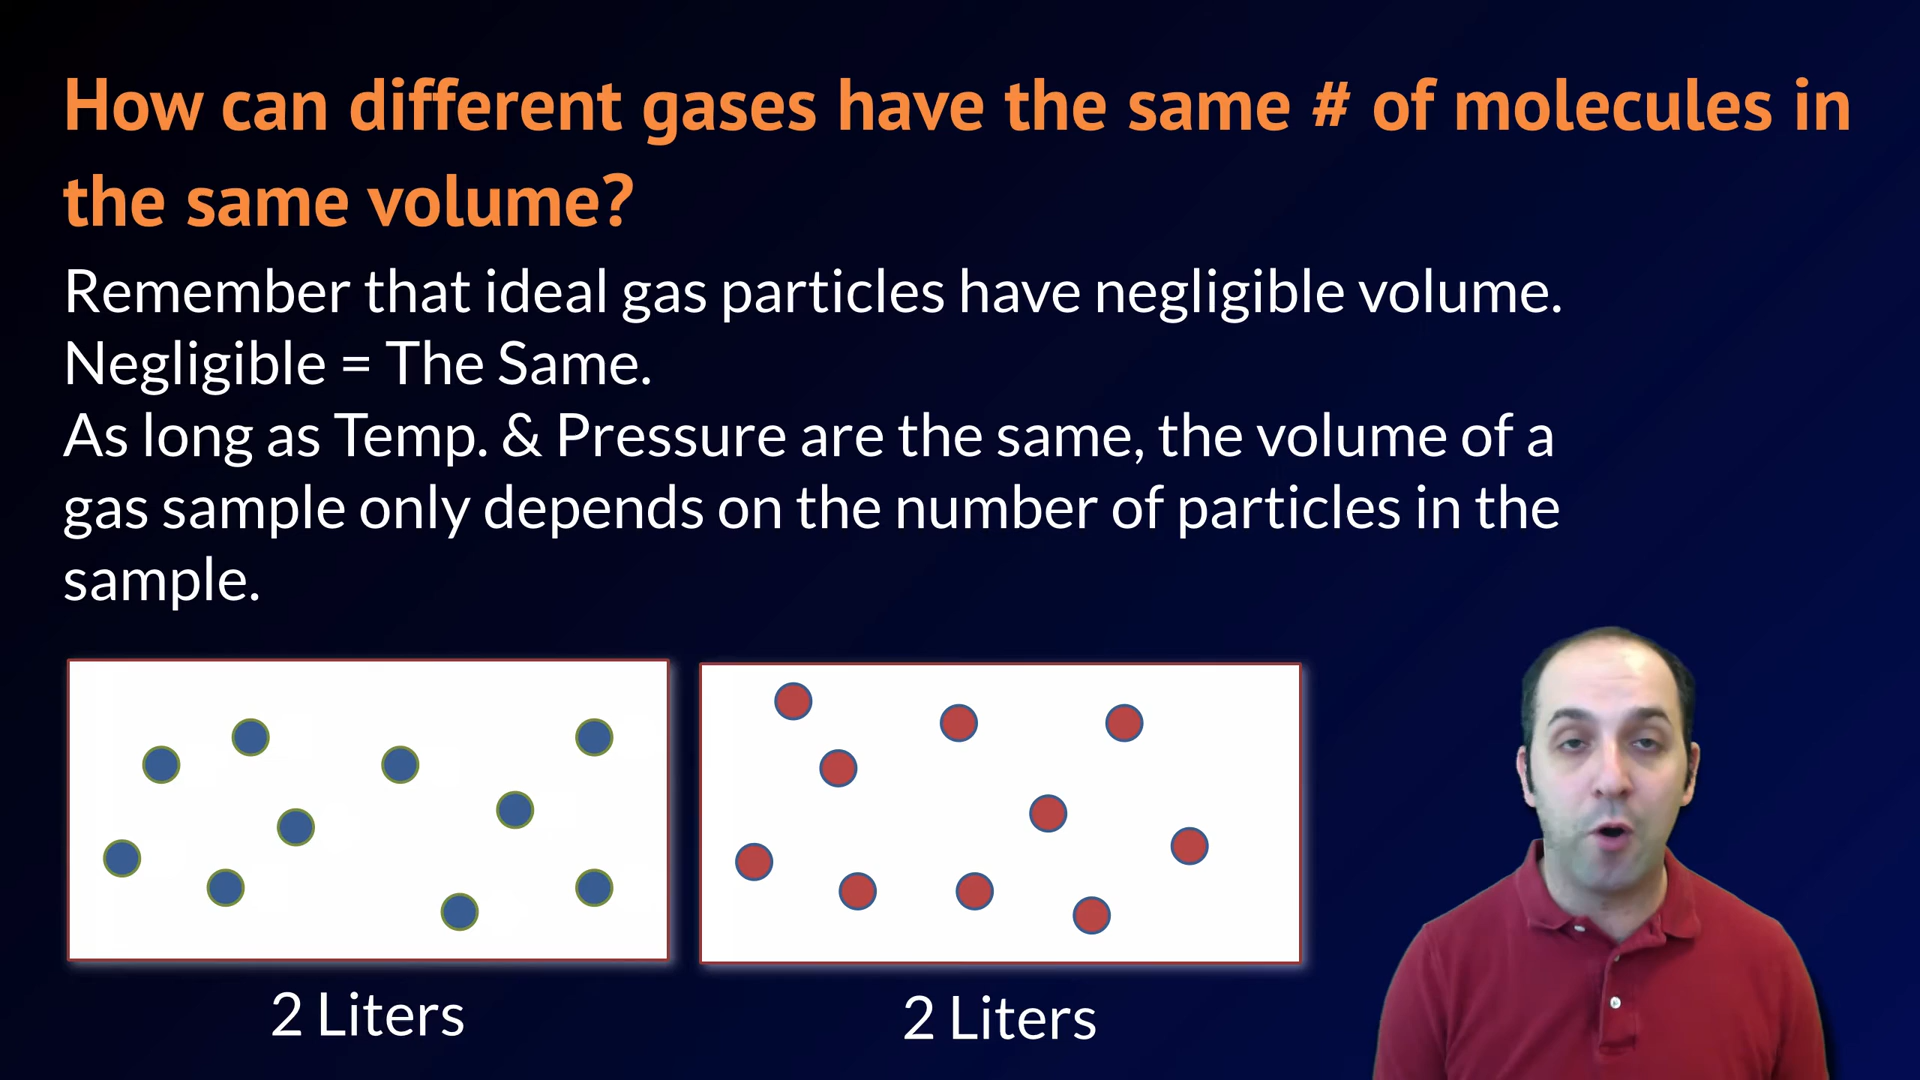 How can different gases have the same # of molecules in
the same volume?
Remember that ideal gas particles have negligible volume.
Negligible = The Same.
As long as Temp. & Pressure are the same, the volume of a
gas sample only depends on the number of particles in the
sample.
2 Liters
2 Liters